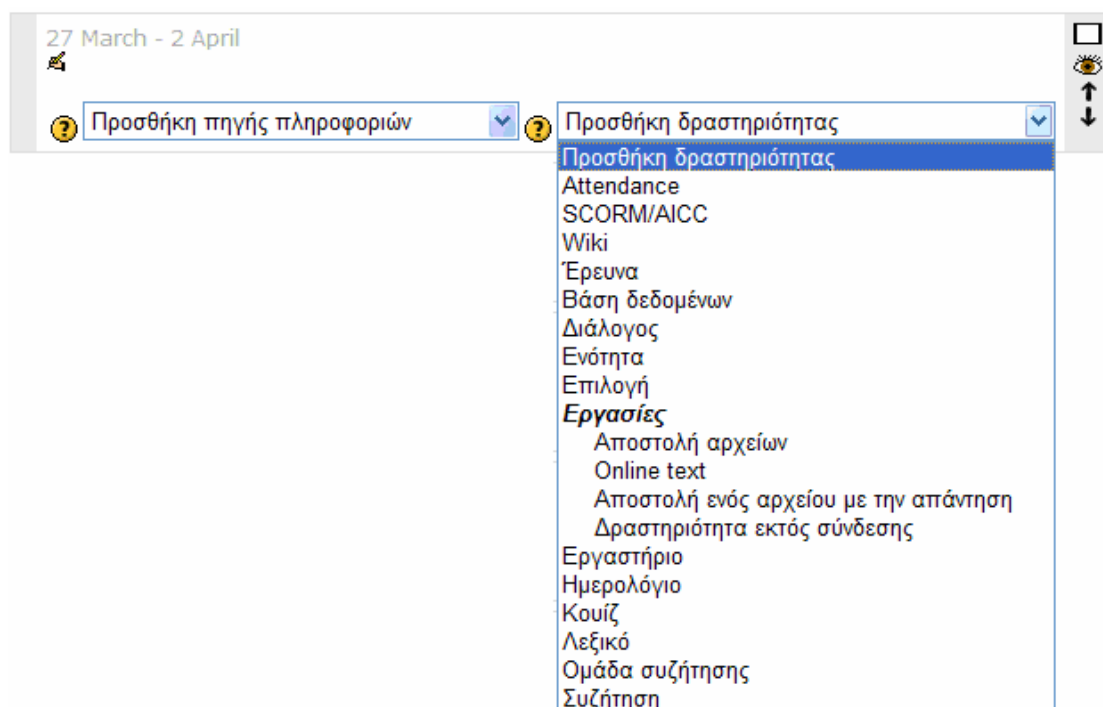 27 March - 2 April
Προσθήκη πηγής πληροφοριών
Προσθήκη δραστηριότητας
Προσθήκη δραστηριότητας
Attendance
SCORM/AICC
Wiki
Έρευνα
Βάση δεδομένων
Διάλογος
Ενότητα
Επιλογή
Εργασίες
Αποστολή αρχείων
Online text
Αποστολή ενός αρχείου με την απάντηση
Δραστηριότητα εκτός σύνδεσης
Εργαστήριο
Ημερολόγιο
Κουίζ
Λεξικό
Ομάδα συζήτησης
Συζήτηση